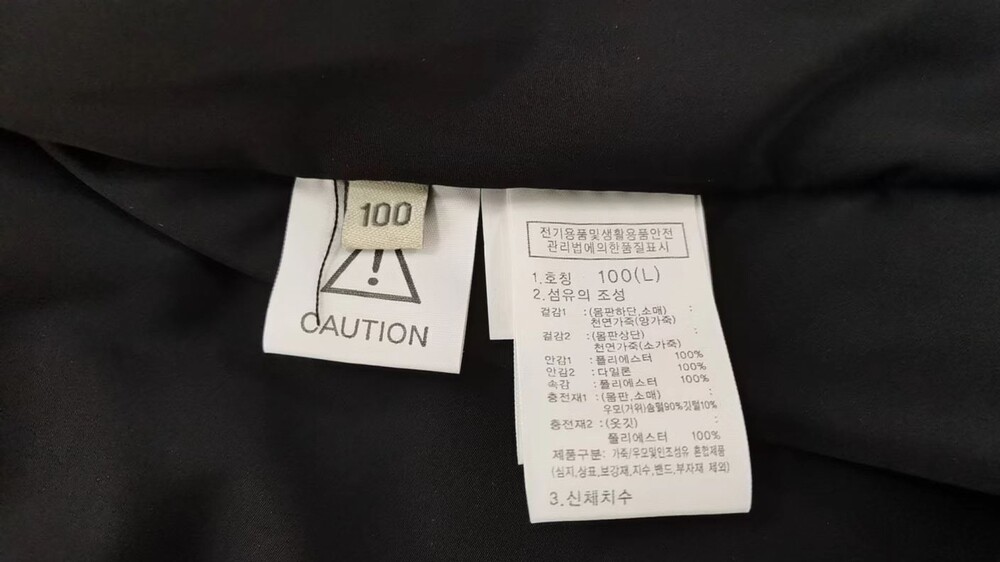 100
!
CAUTION
전기용품및생활용품안전
관리법에의한품질표시
1.호칭 100(L)
2.섬유의 조성
겉감1 :(몸판하단,소매) :
천연가죽(양가죽)
겉감2 :(몸판상단) :
천연가죽(소가죽)
안감1 :폴리에스터 100%
안감2 :다일론 100%
속감 :폴리에스터 100%
충전재1 :(몸판,소매) :
우모(거위)솜털90%깃털10%
충전재2 :(옷깃) :
폴리에스터 100%
제품구분: 가죽/우모및인조섬유 혼합제품
(심지,상표,보강재,지수,밴드,부자재 제외)
3.신체치수